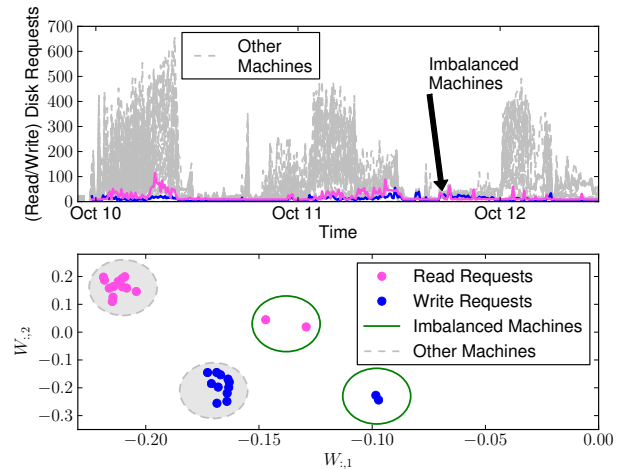 (Read/Write) Disk Requests
700
600
500
400
300
200
100
0
Other
Machines
Imbalanced
Machines
Oct 10
Oct 11
Oct 12
Time
W:,2
0.2
0.1
0.0
−0.1
−0.2
−0.3
Read Requests
Write Requests
Imbalanced Machines
Other Machines
−0.20
−0.15
−0.10
−0.05
0.00
W:,1